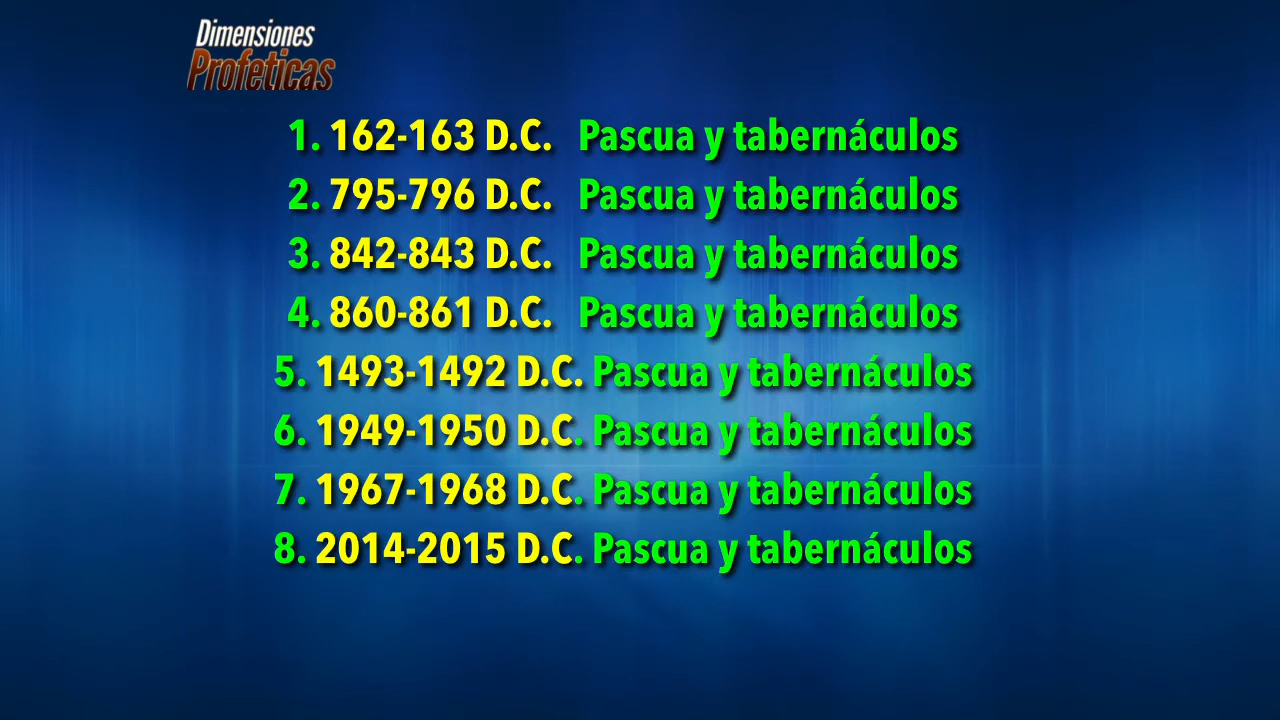 Dimensiones
Profeticas
1. 162-163 D.C. Pascua y tabernáculos
2. 795-796 D.C. Pascua y tabernáculos
3. 842-843 D.C. Pascua y tabernáculos
4. 860-861 D.C. Pascua y tabernáculos
5. 1493-1492 D.C. Pascua y tabernáculos
6. 1949-1950 D.C. Pascua y tabernáculos
7. 1967-1968 D.C. Pascua y tabernáculos
8. 2014-2015 D.C. Pascua y tabernáculos